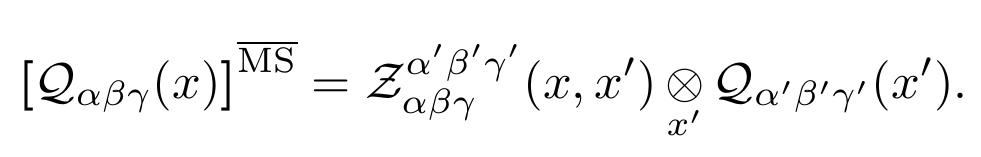 $[\mathcal{Q}_{\alpha\beta\gamma}(x)]^{\overline{\mathrm{MS}}} = \mathcal{Z}_{\alpha\beta\gamma}^{\alpha'\beta'\gamma'}(x, x') \underset{x'}{\otimes} \mathcal{Q}_{\alpha'\beta'\gamma'}(x').$